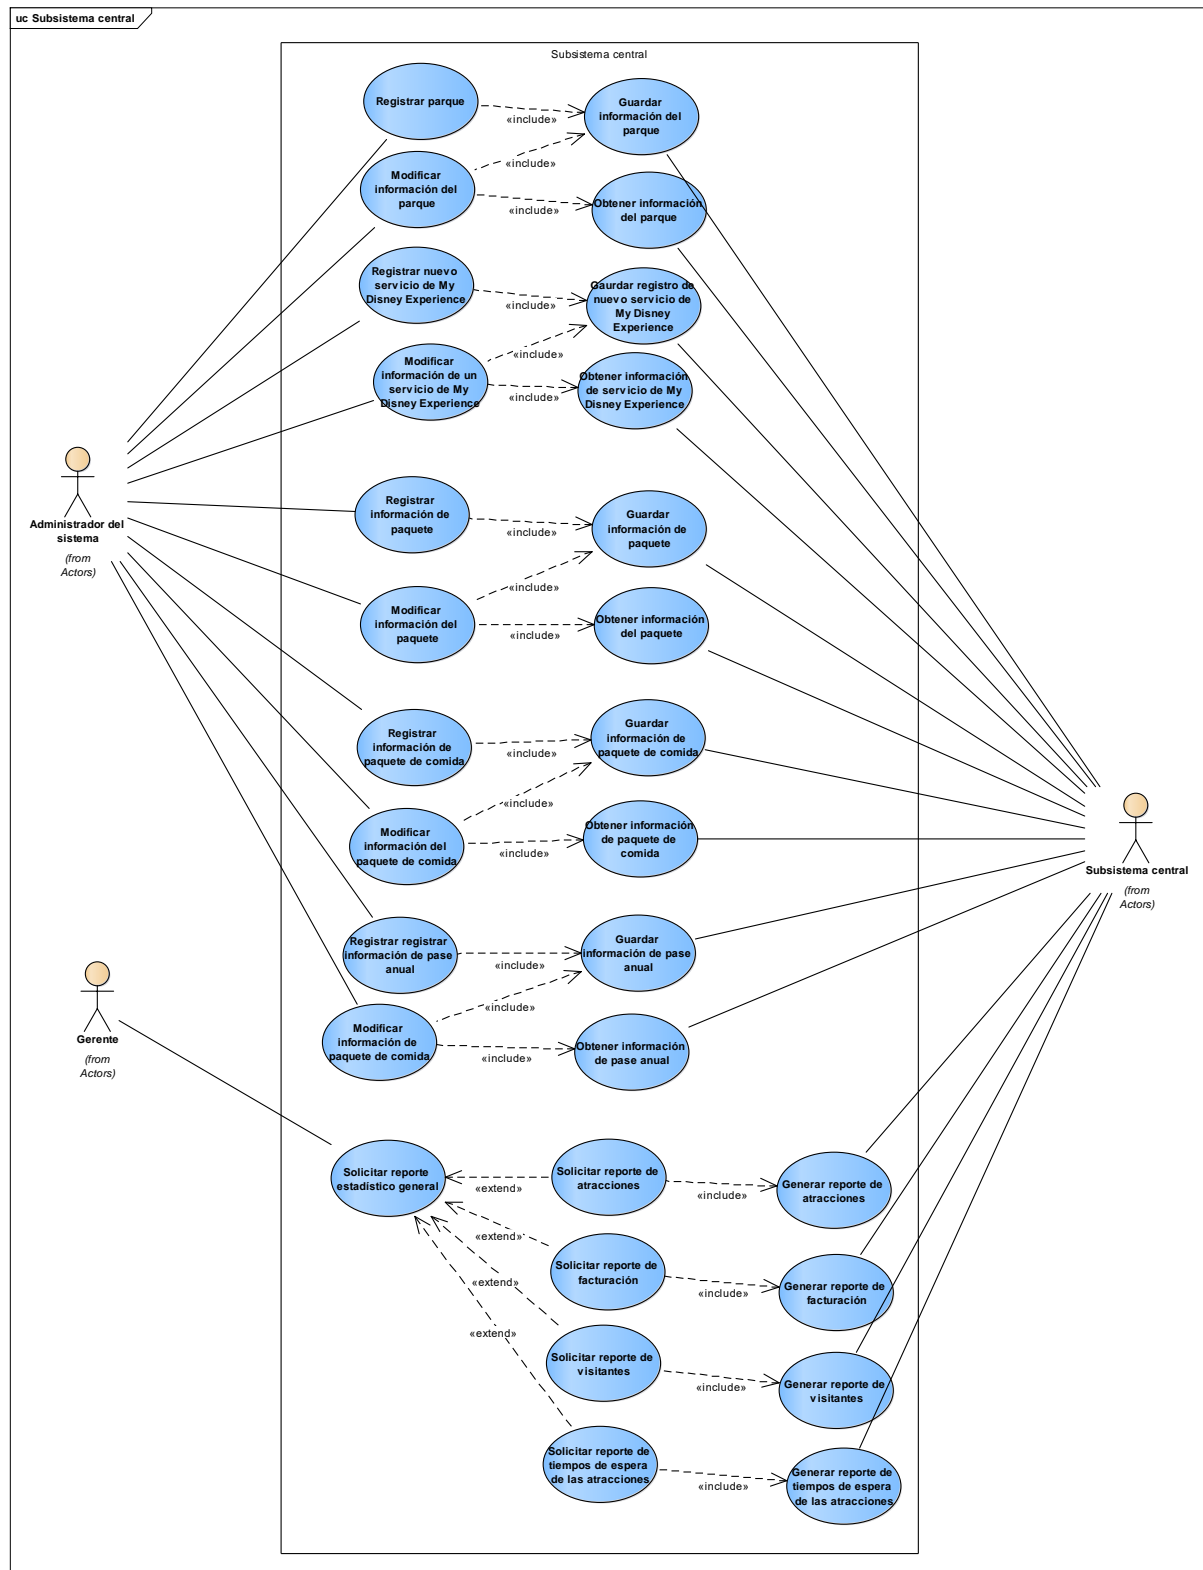 uc Subsistema central
Subsistema central
Registrar parque
«include»
Guardar
información del
parque
Modificar
información del
parque
«include»
«include»
Obtener información
del parque
Registrar nuevo
servicio de My
Disney Experience
«include»
Gaurdar registro de
nuevo servicio de
My Disney
Experience
Modificar
información de un
servicio de My
Disney Experience
«include»
«include»
Obtener información
de servicio de My
Disney Experience
Administrador del
sistema
(from
Actors)
Registrar
información de
paquete
«include»
Guardar
información de
paquete
Modificar
información del
paquete
«include»
«include»
Obtener información
del paquete
Registrar
información de
paquete de comida
«include»
Guardar
información de
paquete de comida
Modificar
información del
paquete de comida
«include»
«include»
Obtener información
de paquete de
comida
Subsistema central
(from
Actors)
Registrar registrar
información de pase
anual
«include»
Guardar
información de pase
anual
Modificar
información de
paquete de comida
«include»
«include»
Obtener información
de pase anual
Gerente
(from
Actors)
Solicitar reporte
estadístico general
«extend»
Solicitar reporte de
atracciones
«include»
Generar reporte de
atracciones
«extend»
Solicitar reporte de
facturación
«include»
Generar reporte de
facturación
«extend»
Solicitar reporte de
visitantes
«include»
Generar reporte de
visitantes
«extend»
Solicitar reporte de
tiempos de espera
de las atracciones
«include»
Generar reporte de
tiempos de espera
de las atracciones